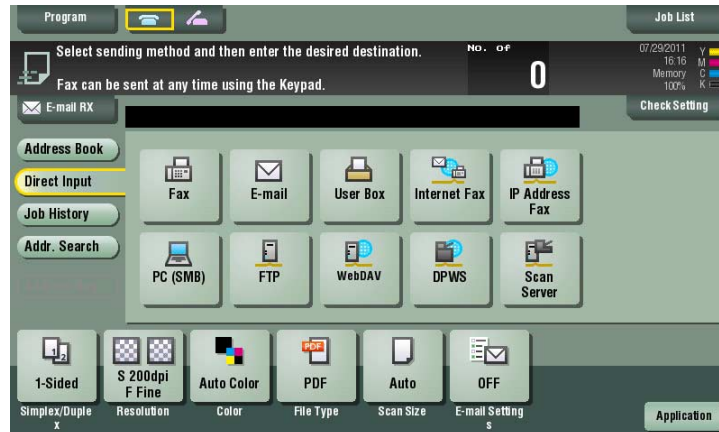 Program
Job List
Select sending method and then enter the desired destination.
Fax can be sent at any time using the Keypad.
No. of
0
07/29/2011
16:16
Memory
100%
Y
M
C
K
E-mail RX
Check Setting
Address Book
Direct Input
Job History
Addr. Search
Fax
E-mail
User Box
Internet Fax
IP Address
Fax
PC (SMB)
FTP
WebDAV
DPWS
Scan
Server
1 2
1-Sided
S 200dpi
F Fine
Auto Color
PDF
PDF
Auto
OFF
Simplex/Duple
x
Resolution
Color
File Type
Scan Size
E-mail Setting
s
Application